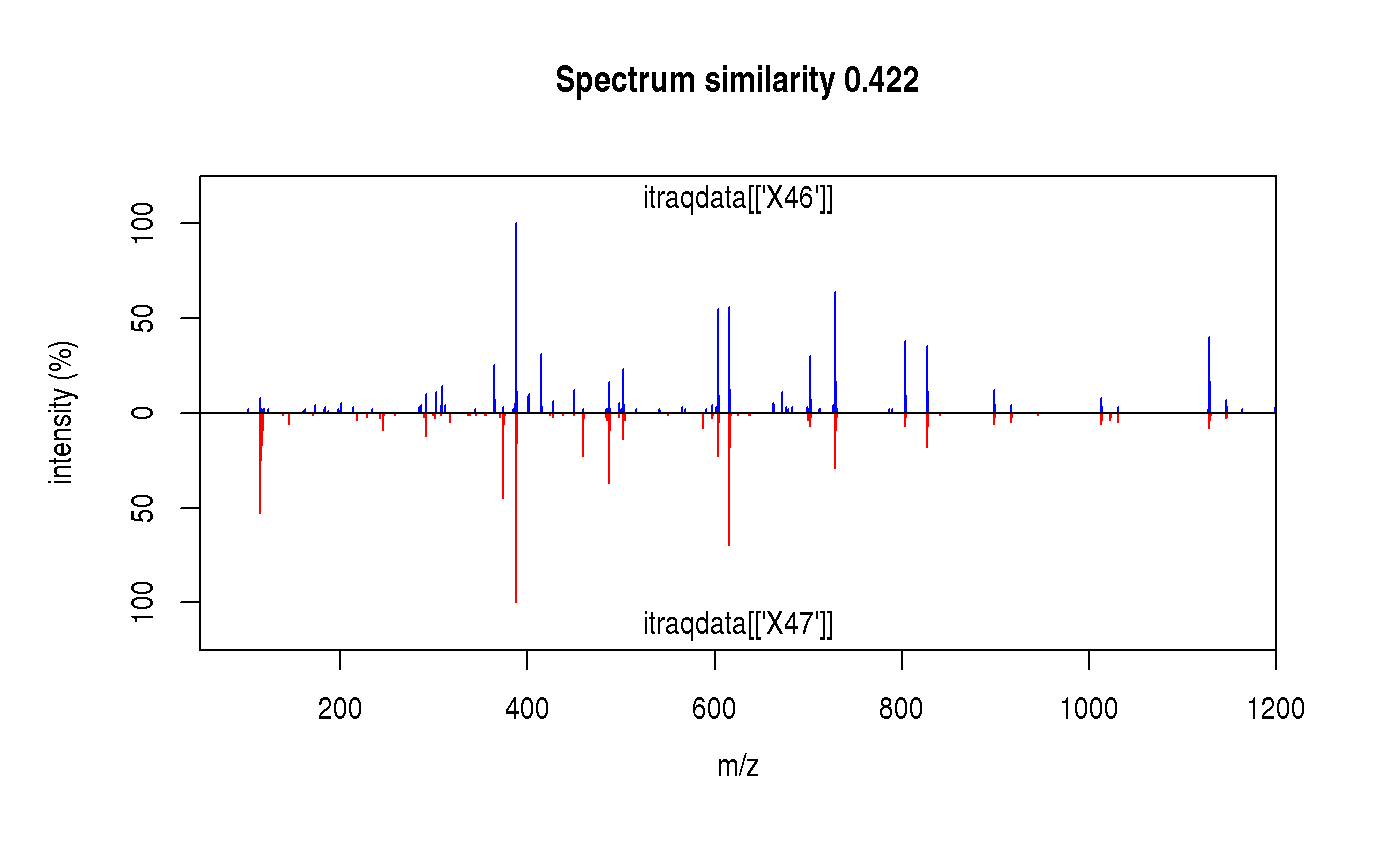 Spectrum similarity 0.422
itraqdata[['X46']]
100
50
0
50
100
intensity (%)
itraqdata[['X47']]
200 400 600 800 1000 1200
m/z